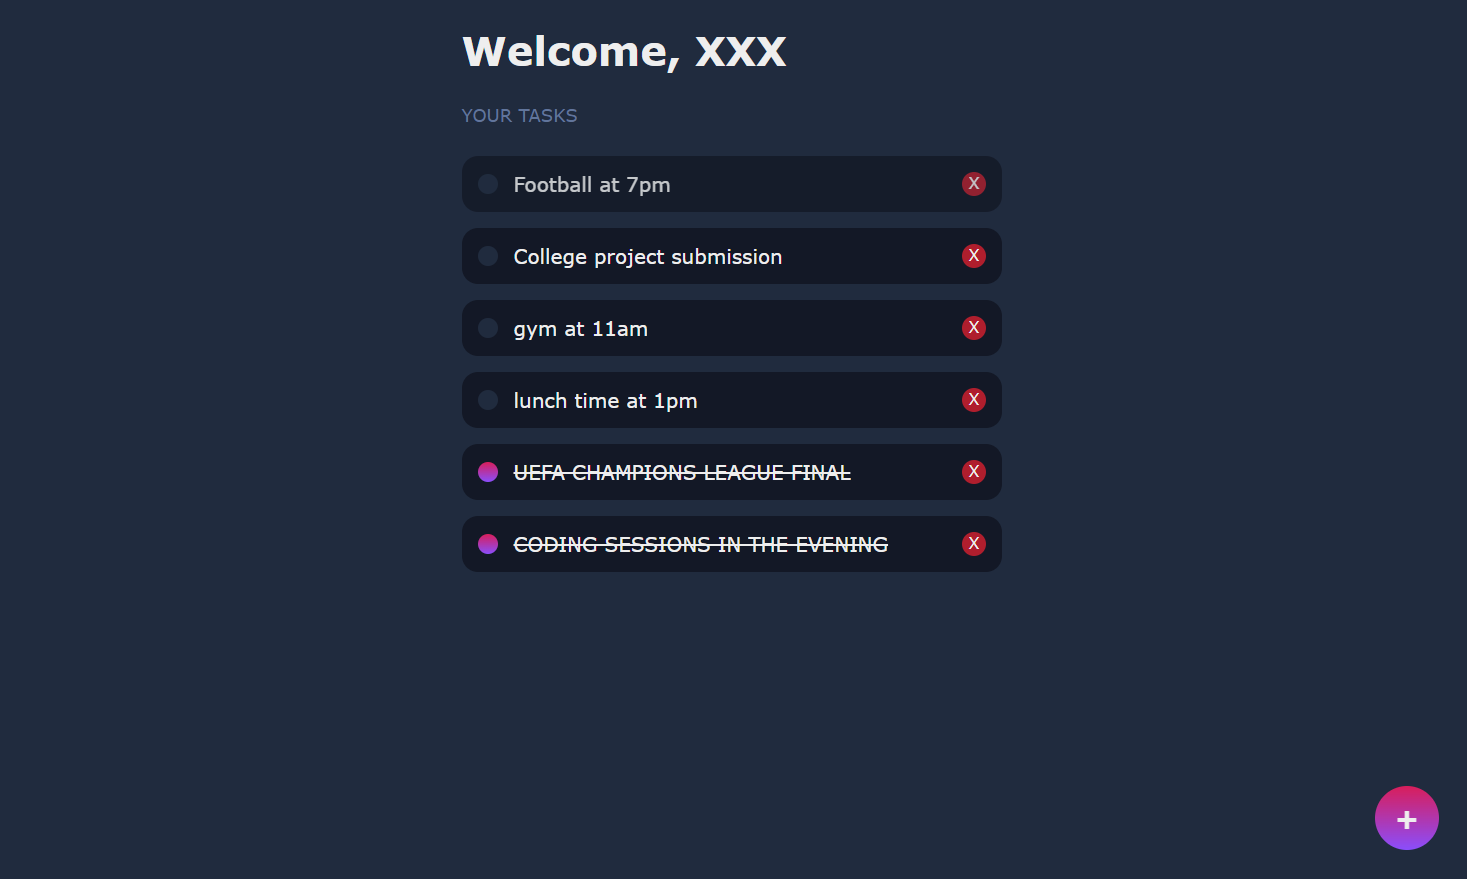 Welcome, XXX
YOUR TASKS
Football at 7pm X
College project submission X
gym at 11am X
lunch time at 1pm X
UEFA CHAMPIONS LEAGUE FINAL X
CODING SESSIONS IN THE EVENING X
+